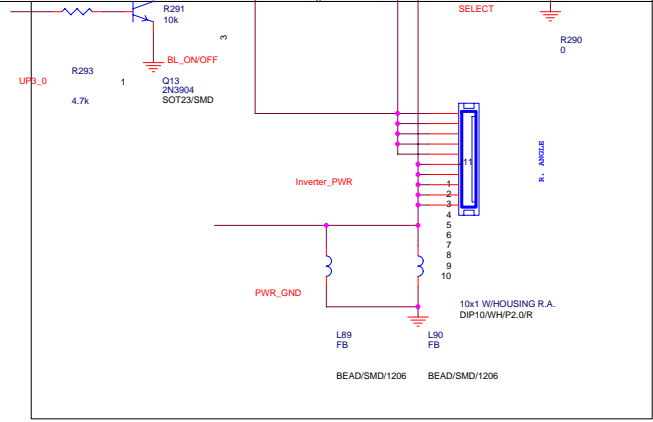 R291
10k
SELECT
R290
0
3
BL_ON/OFF
UP3_0
R293
4.7k
1
Q13
2N3904
SOT23/SMD
11
R. ANGLE
Inverter_PWR
1
2
3
4
5
6
7
8
9
10
PWR_GND
10x1 W/HOUSING R.A.
DIP10/WH/P2.0/R
L89
FB
L90
FB
BEAD/SMD/1206
BEAD/SMD/1206